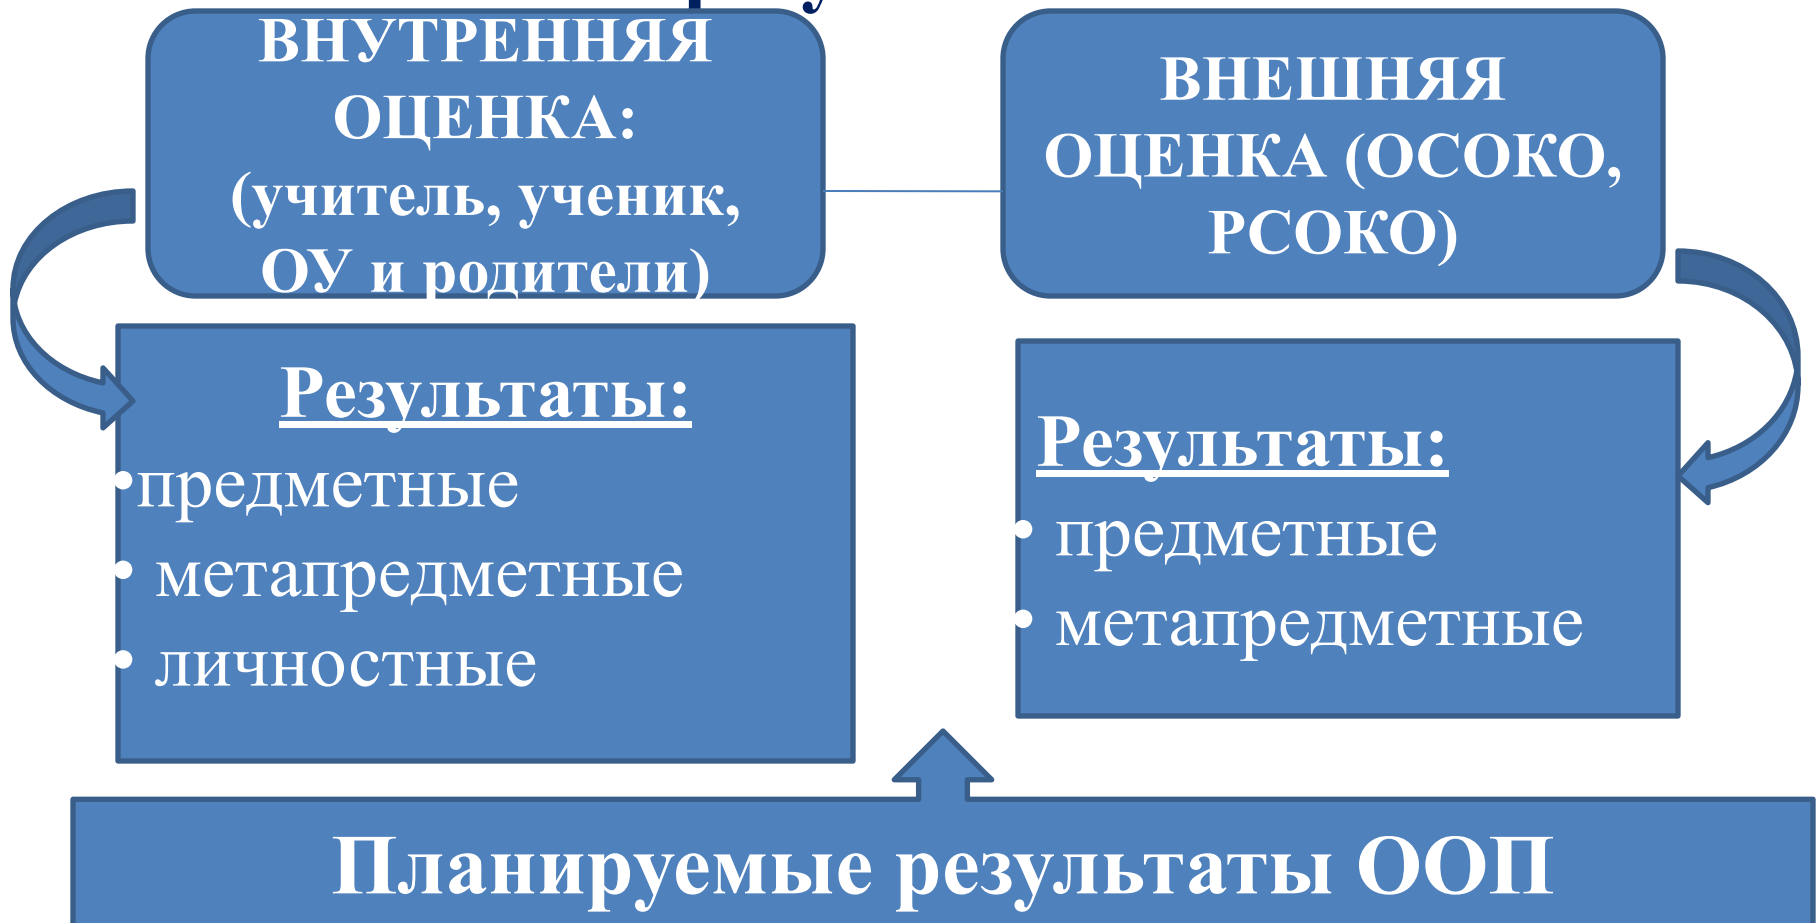 ВНУТРЕННЯЯ
ОЦЕНКА:
(учитель, ученик,
ОУ и родители)
ВНЕШНЯЯ
ОЦЕНКА (ОСОКО,
РСОКО)
Результаты:
•предметные
• метапредметные
• личностные
Результаты:
• предметные
• метапредметные
Планируемые результаты ООП